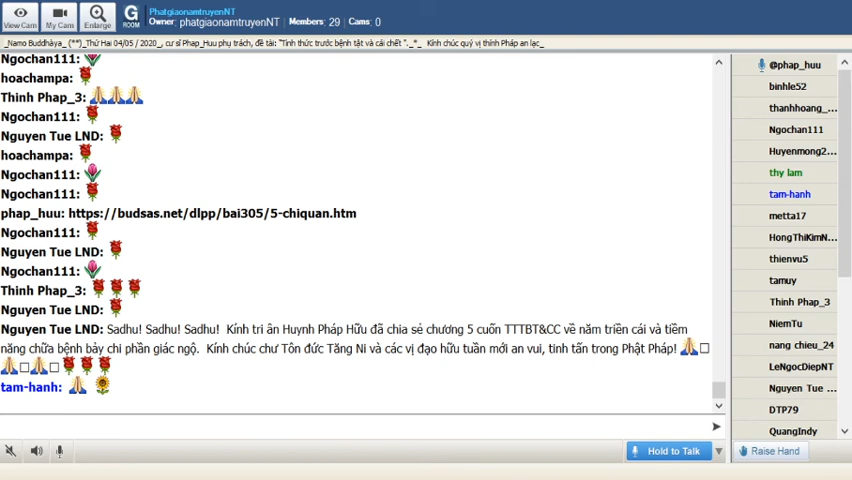 View Cam
My Cam
Enlarge
G
ROOM
PhatgiaonamtruyenNT
Owner: phatgiaonamtruyenNT Members: 29 Cams: 0
_Namo Buddhàya_ (**)_Thứ Hai 04/05 / 2020_, cư sĩ Pháp_Huu phụ trách, đề tài: "Tinh thức trước bệnh tật và cái chết "._*_ Kính chúc quý vị thính Pháp an lạc_
Ngochan111:
hoachampa:
Thinh Phap_3:
Ngochan111:
Nguyen Tue LND:
hoachampa:
Ngochan111:
Ngochan111:
phap_huu: https://budsas.net/dlpp/bai305/5-chiquan.htm
Ngochan111:
Nguyen Tue LND:
Ngochan111:
Thinh Phap_3:
Nguyen Tue LND:
Nguyen Tue LND: Sadhu! Sadhu! Sadhu! Kính tri ân Huynh Pháp Hữu đã chia sẻ chương 5 cuốn TTTBT&CC về năm triền cái và tiềm
năng chữa bệnh bảy chi phần giác ngộ. Kính chúc chư Tôn đức Tăng Ni và các vị đạo hữu tuần mới an vui, tinh tấn trong Phật Pháp!
tam-hanh:
@phap_huu
binhle52
thanhhoang_...
Ngochan111
Huyenmong2...
thy lam
tam-hanh
metta17
HongThiKimN...
thienvu5
tamuy
Thinh Phap_3
NiemTu
nang chieu_24
LeNgocDiepNT
Nguyen Tue ...
DTP79
QuangIndy
Hold to Talk
Raise Hand